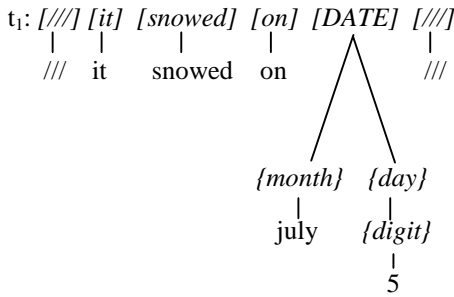 t₁: [///] [it] [snowed] [on] [DATE] [///]
/// it snowed on ///
{month} {day}
july {digit}
5